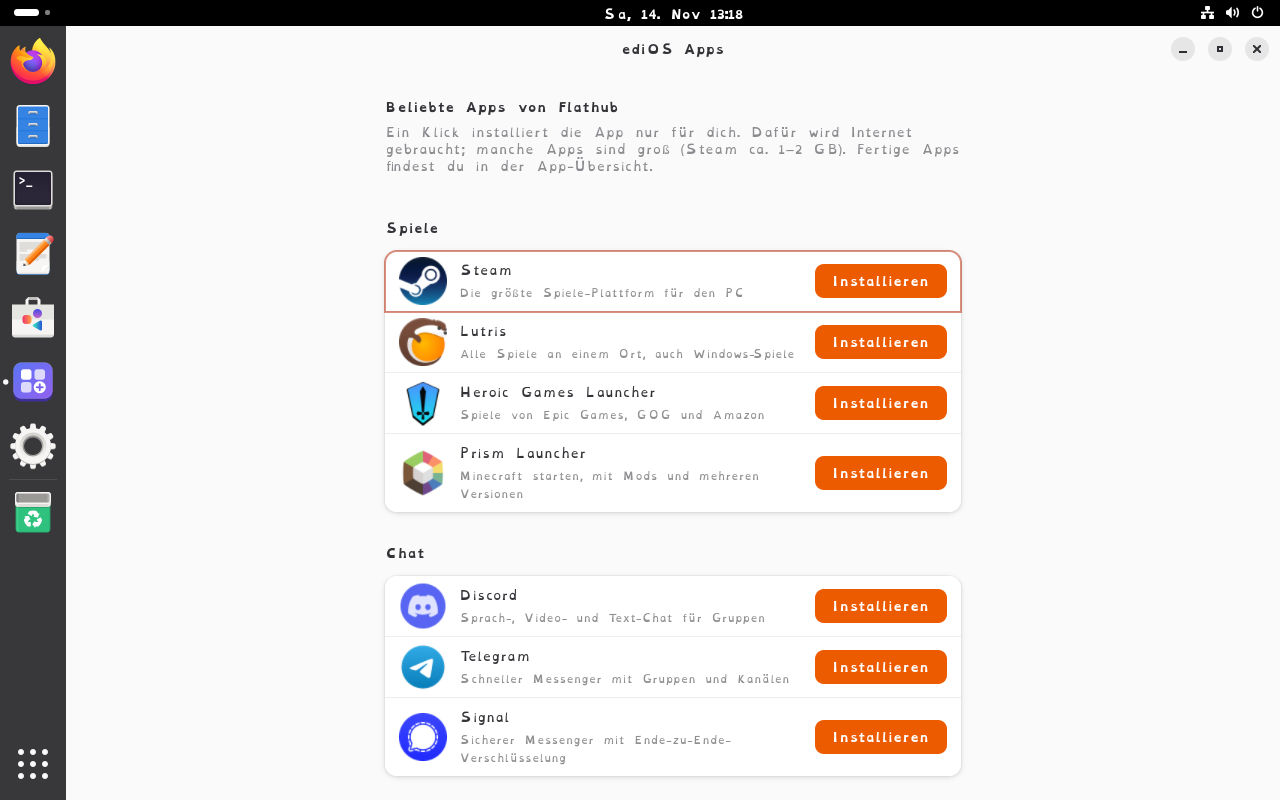 Sa, 14. Nov 13:18
ediOS Apps
Beliebte Apps von Flathub
Ein Klick installiert die App nur für dich. Dafür wird Internet
gebraucht; manche Apps sind groß (Steam ca. 1–2 GB). Fertige Apps
findest du in der App-Übersicht.
Spiele
Steam
Die größte Spiele-Plattform für den PC
Installieren
Lutris
Alle Spiele an einem Ort, auch Windows-Spiele
Installieren
Heroic Games Launcher
Spiele von Epic Games, GOG und Amazon
Installieren
Prism Launcher
Minecraft starten, mit Mods und mehreren
Versionen
Installieren
Chat
Discord
Sprach-, Video- und Text-Chat für Gruppen
Installieren
Telegram
Schneller Messenger mit Gruppen und Kanälen
Installieren
Signal
Sicherer Messenger mit Ende-zu-Ende-
Verschlüsselung
Installieren